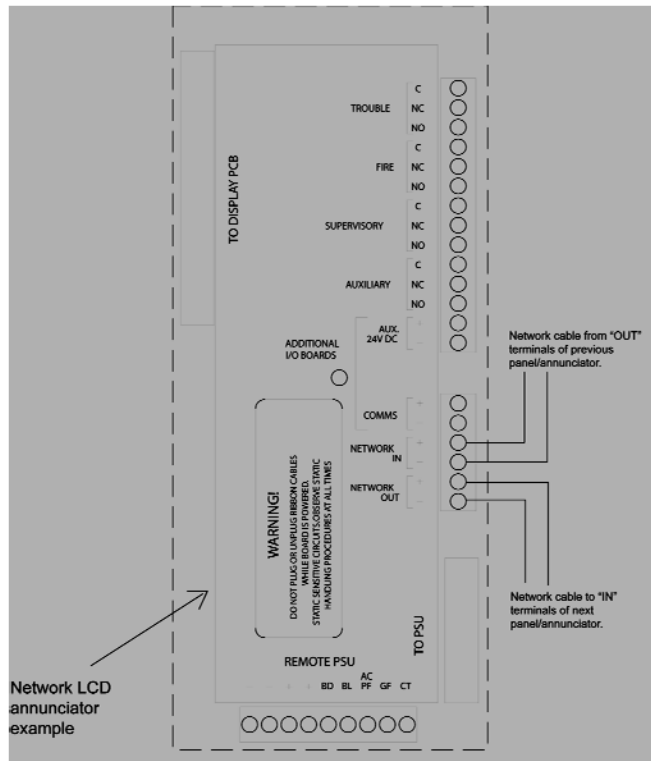 C
TROUBLE NC
NO
C
FIRE NC
NO
C
SUPERVISORY NC
NO
C
AUXILIARY NC
NO
AUX. +
24V DC -
TO DISPLAY PCB
ADDITIONAL
I/O BOARDS
COMMS +
-
NETWORK +
IN -
NETWORK +
OUT -
Network cable from “OUT”
terminals of previous
panel/annunciator.
WARNING!
DO NOT PLUG OR UNPLUG RIBBON CABLES
WHILE BOARD IS POWERED.
STATIC SENSITIVE CIRCUITS.OBSERVE STATIC
HANDLING PROCEDURES AT ALL TIMES
Network cable to “IN”
terminals of next
panel/annunciator.
TO PSU
REMOTE PSU
AC
- - + + BD BL PF GF CT
Network LCD
annunciator
example